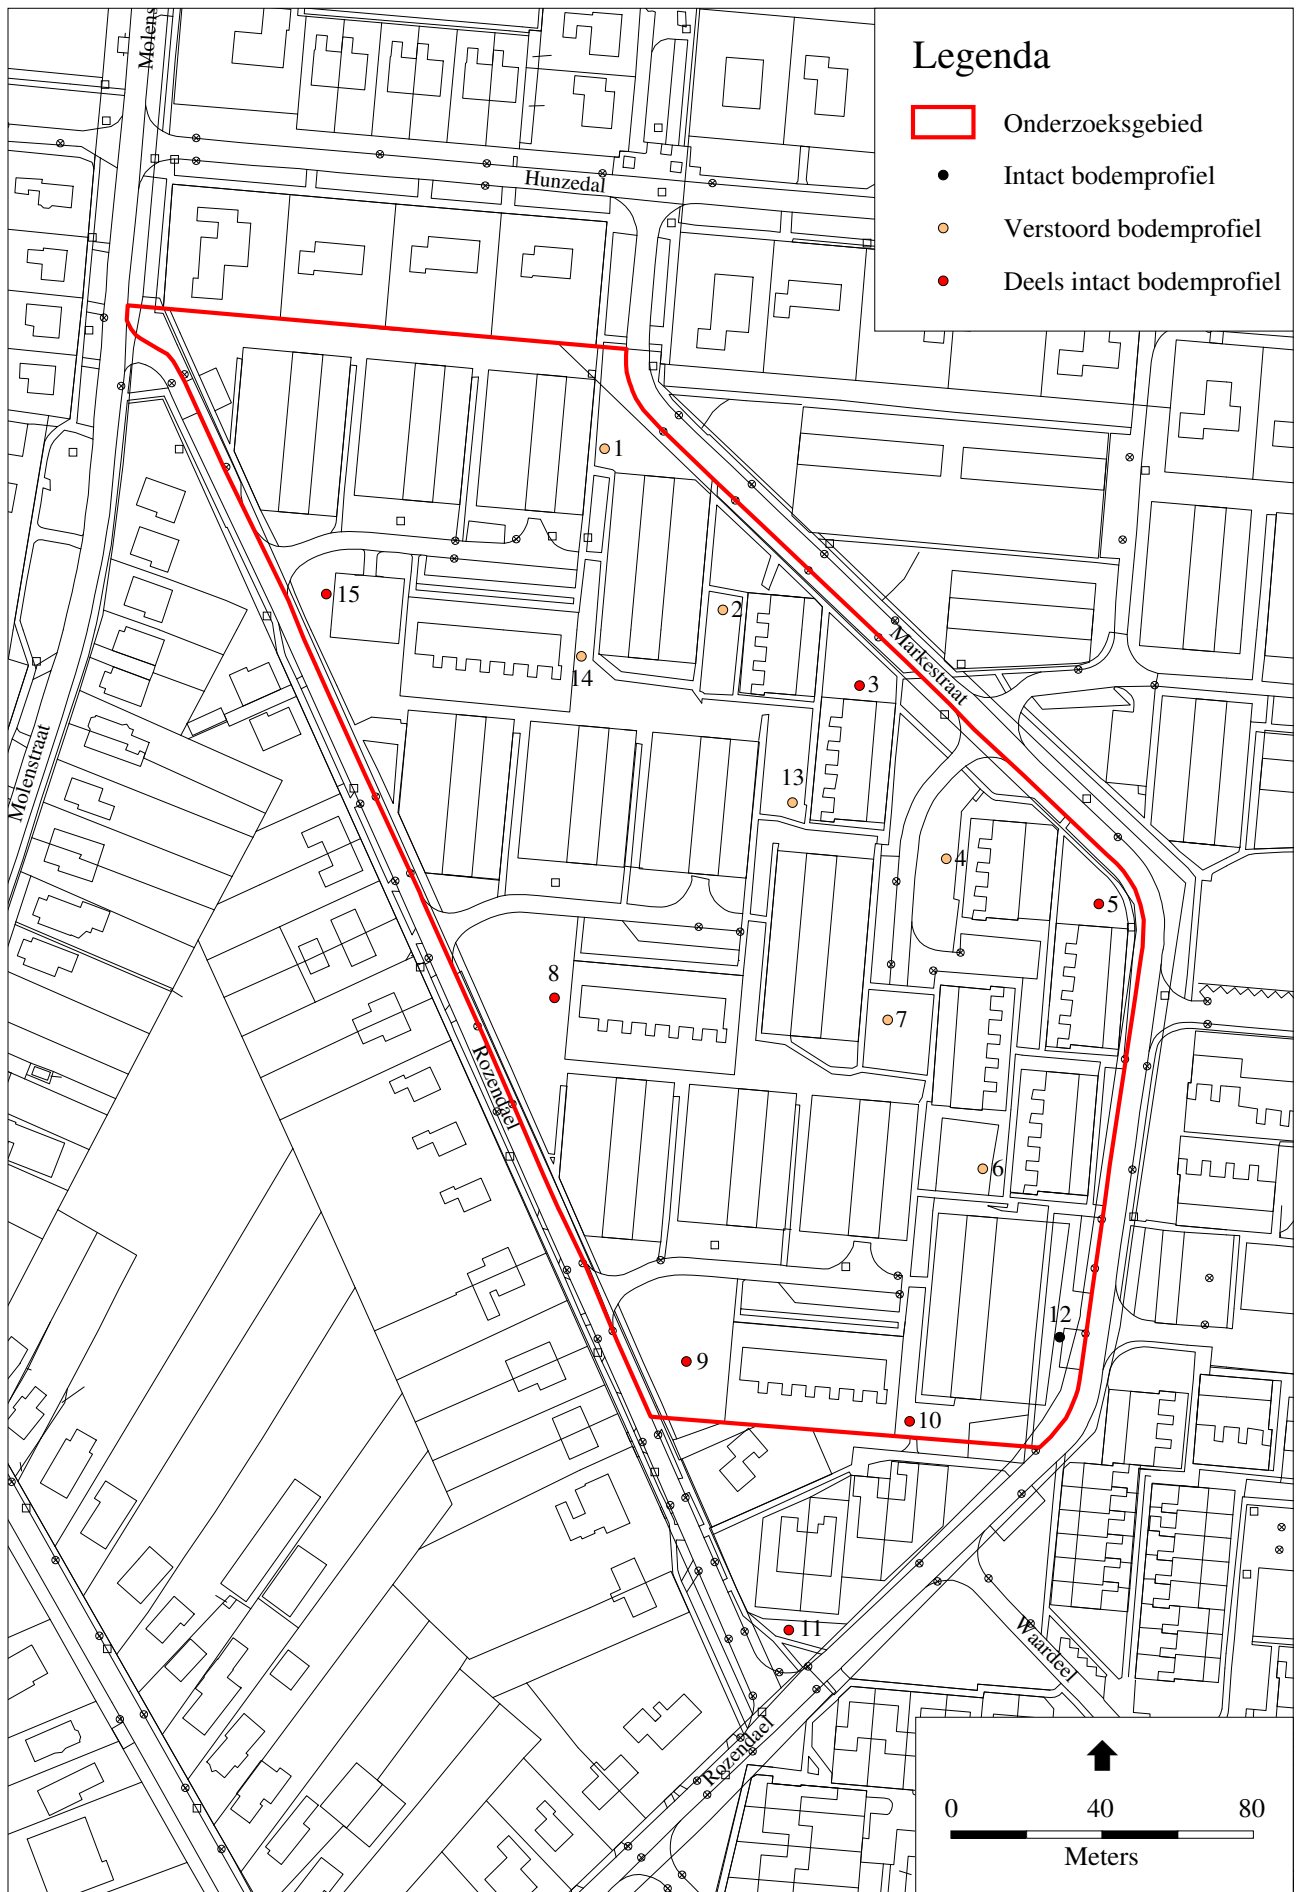 Molens
Legenda
Onderzoeksgebied
Intact bodemprofiel
Verstoord bodemprofiel
Deels intact bodemprofiel
Hunzedal
1
15
2
14
3
Markestraat
Molenstraat
13
4
5
8
7
Rozendael
6
12
9
10
11
Waardeel
Rozendael
0 40 80
Meters